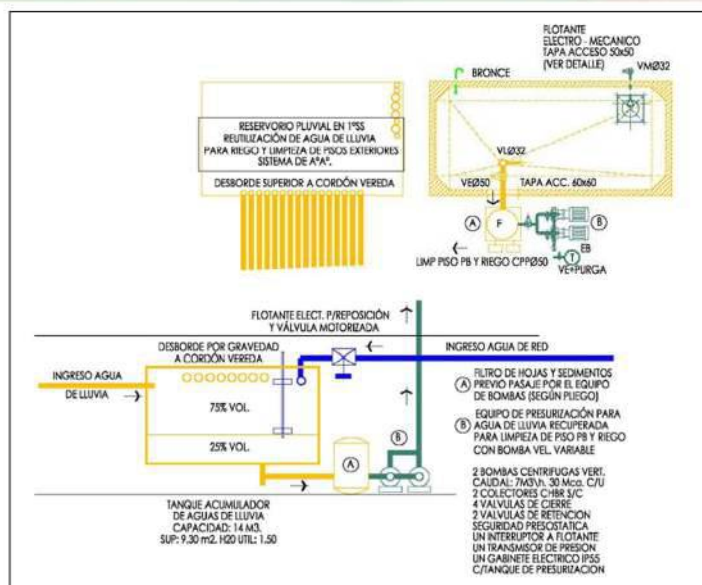 FLOTANTE
ELECTRO - MECANICO
TAPA ACCESO 50x50
(VER DETALLE)
VMØ32
BRONCE
RESERVORIO PLUVIAL EN 1ºSS
REUTILIZACIÓN DE AGUA DE LLUVIA
PARA RIEGO Y LIMPIEZA DE PISOS EXTERIORES
SISTEMA DE AºAº.
DESBORDE SUPERIOR A CORDÓN VEREDA
VLØ32
VEØ50
TAPA ACC. 60x60
A
F
B
EB
LIMP PISO PB Y RIEGO CPPØ50
T
VE+PURGA
FLOTANTE ELECT. P/REPOSICIÓN
Y VÁLVULA MOTORIZADA
DESBORDE POR GRAVEDAD
A CORDÓN VEREDA
INGRESO AGUA DE RED
INGRESO AGUA
DE LLUVIA
75% VOL.
25% VOL.
A
B
TANQUE ACUMULADOR
DE AGUAS DE LLUVIA
CAPACIDAD: 14 M3.
SUP: 9.30 m2. H20 UTIL: 1.50
FILTRO DE HOJAS Y SEDIMENTOS
A PREVIO PASAJE POR EL EQUIPO
DE BOMBAS (SEGÚN PLIEGO)
EQUIPO DE PRESURIZACIÓN PARA
B AGUA DE LLUVIA RECUPERADA
PARA LIMPIEZA DE PISO PB Y RIEGO
CON BOMBA VEL. VARIABLE
2 BOMBAS CENTRIFUGAS VERT.
CAUDAL: 7M3\h. 30 Mca. C/U
2 COLECTORES CHBR S/C
4 VALVULAS DE CIERRE
2 VALVULAS DE RETENCION
SEGURIDAD PRESOSTATICA
UN INTERRUPTOR A FLOTANTE
UN TRANSMISOR DE PRESION
UN GABINETE ELECTRICO IP55
C/TANQUE DE PRESURIZACION